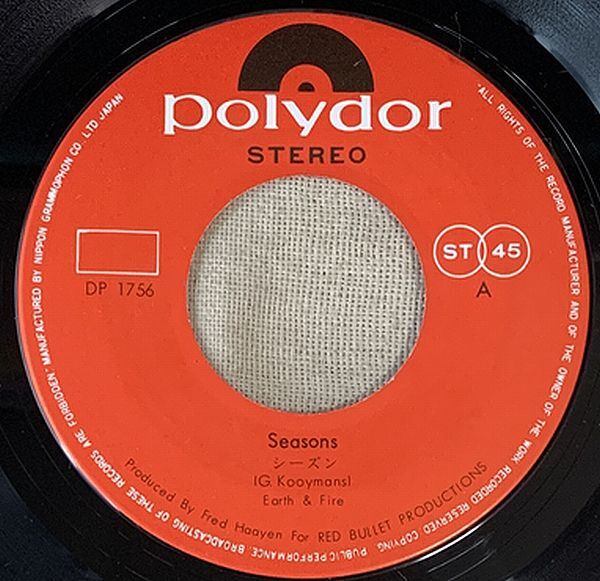 polydor
STEREO
DP 1756
ST 45
A
Seasons
シーズン
(G. Kooymans)
Earth & Fire
Produced By Fred Haayen For RED BULLET PRODUCTIONS
"ALL RIGHTS OF THE RECORD MANUFACTURER AND OF THE OWNER OF THE WORK RECORDED RESERVED COPYING, PUBLIC PERFORMANCE, BROADCASTING OF THESE RECORDS ARE FORBIDDEN" MANUFACTURED BY NIPPON GRAMMOPHON CO. LTD JAPAN